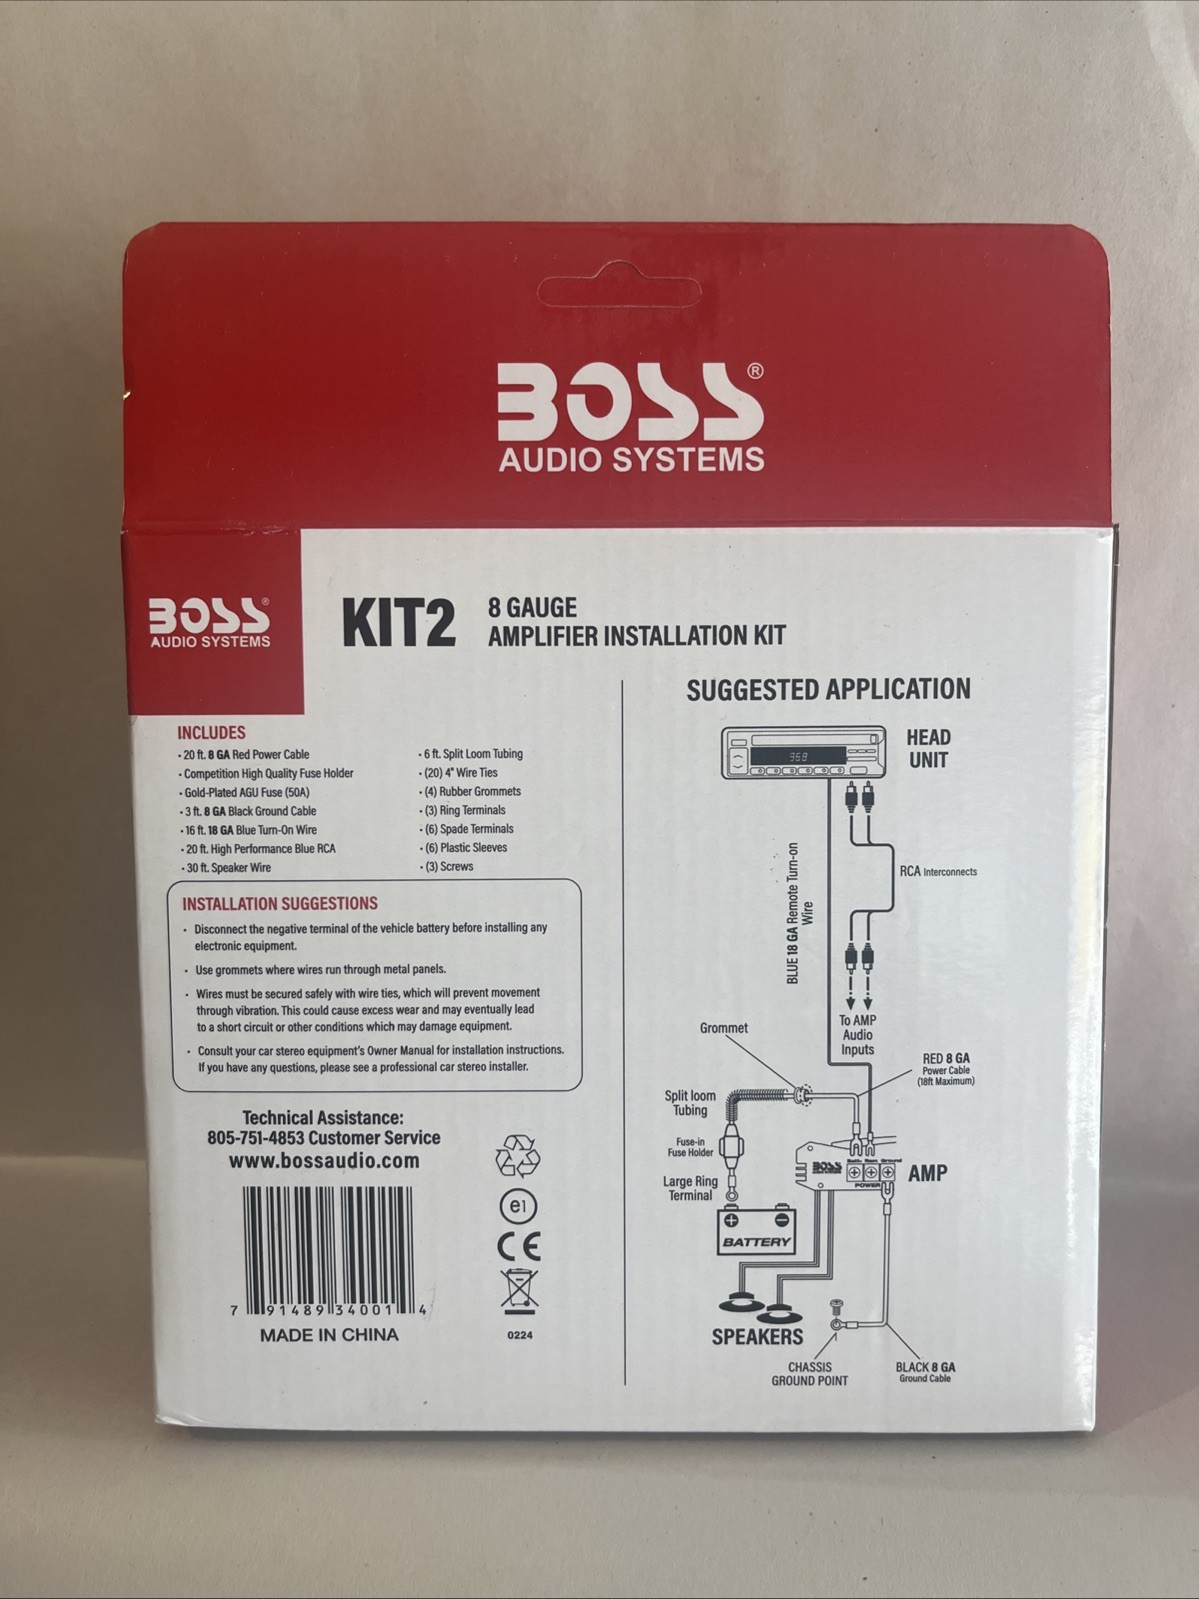 BOSS®
AUDIO SYSTEMS
BOSS®
AUDIO SYSTEMS
KIT2
8 GAUGE
AMPLIFIER INSTALLATION KIT
INCLUDES
• 20 ft. 8 GA Red Power Cable
• Competition High Quality Fuse Holder
• Gold-Plated AGU Fuse (50A)
• 3 ft. 8 GA Black Ground Cable
• 16 ft. 18 GA Blue Turn-On Wire
• 20 ft. High Performance Blue RCA
• 30 ft. Speaker Wire
• 6 ft. Split Loom Tubing
• (20) 4" Wire Ties
• (4) Rubber Grommets
• (3) Ring Terminals
• (6) Spade Terminals
• (6) Plastic Sleeves
• (3) Screws
INSTALLATION SUGGESTIONS
• Disconnect the negative terminal of the vehicle battery before installing any
electronic equipment.
• Use grommets where wires run through metal panels.
• Wires must be secured safely with wire ties, which will prevent movement
through vibration. This could cause excess wear and may eventually lead
to a short circuit or other conditions which may damage equipment.
• Consult your car stereo equipment's Owner Manual for installation instructions.
If you have any questions, please see a professional car stereo installer.
Technical Assistance:
805-751-4853 Customer Service
www.bossaudio.com
7 91489 34001 4
MADE IN CHINA
e1
CE
0224
SUGGESTED APPLICATION
HEAD
UNIT
BLUE 18 GA Remote Turn-on
Wire
RCA Interconnects
To AMP
Audio
Inputs
Grommet
RED 8 GA
Power Cable
(18ft Maximum)
Split loom
Tubing
Fuse-in
Fuse Holder
Large Ring
Terminal
BOSS
Batt+ Rem Ground
POWER
AMP
BATTERY
SPEAKERS
CHASSIS
GROUND POINT
BLACK 8 GA
Ground Cable